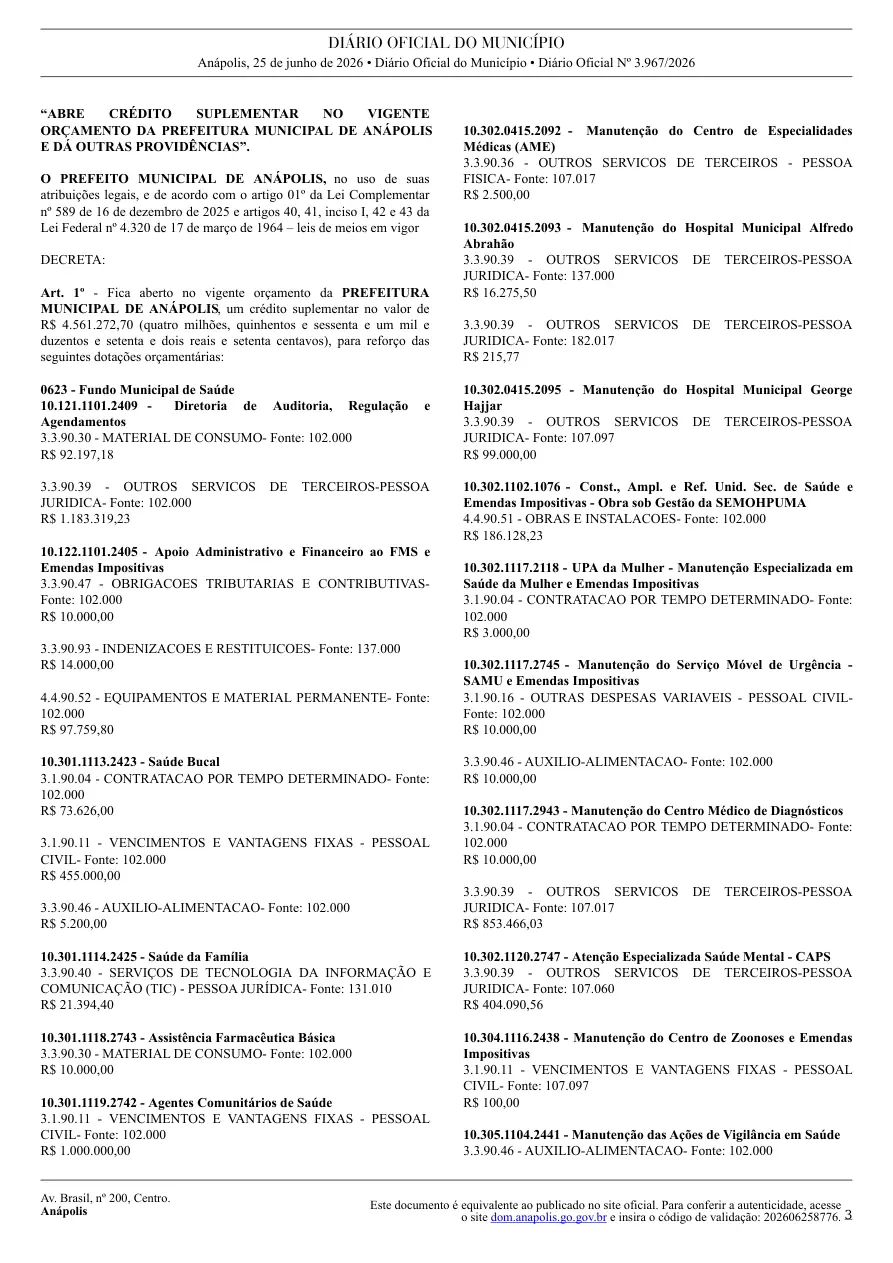 DIÁRIO OFICIAL DO MUNICÍPIO
Anápolis, 25 de junho de 2026 • Diário Oficial do Município • Diário Oficial Nº 3.967/2026
“ABRE CRÉDITO SUPLEMENTAR NO VIGENTE
ORÇAMENTO DA PREFEITURA MUNICIPAL DE ANÁPOLIS
E DÁ OUTRAS PROVIDÊNCIAS”.
O PREFEITO MUNICIPAL DE ANÁPOLIS, no uso de suas
atribuições legais, e de acordo com o artigo 01º da Lei Complementar
nº 589 de 16 de dezembro de 2025 e artigos 40, 41, inciso I, 42 e 43 da
Lei Federal nº 4.320 de 17 de março de 1964 – leis de meios em vigor
DECRETA:
Art. 1º - Fica aberto no vigente orçamento da PREFEITURA
MUNICIPAL DE ANÁPOLIS, um crédito suplementar no valor de
R$ 4.561.272,70 (quatro milhões, quinhentos e sessenta e um mil e
duzentos e setenta e dois reais e setenta centavos), para reforço das
seguintes dotações orçamentárias:
0623 - Fundo Municipal de Saúde
10.121.1101.2409 - Diretoria de Auditoria, Regulação e
Agendamentos
3.3.90.30 - MATERIAL DE CONSUMO- Fonte: 102.000
R$ 92.197,18
3.3.90.39 - OUTROS SERVICOS DE TERCEIROS-PESSOA
JURIDICA- Fonte: 102.000
R$ 1.183.319,23
10.122.1101.2405 - Apoio Administrativo e Financeiro ao FMS e
Emendas Impositivas
3.3.90.47 - OBRIGACOES TRIBUTARIAS E CONTRIBUTIVAS-
Fonte: 102.000
R$ 10.000,00
3.3.90.93 - INDENIZACOES E RESTITUICOES- Fonte: 137.000
R$ 14.000,00
4.4.90.52 - EQUIPAMENTOS E MATERIAL PERMANENTE- Fonte:
102.000
R$ 97.759,80
10.301.1113.2423 - Saúde Bucal
3.1.90.04 - CONTRATACAO POR TEMPO DETERMINADO- Fonte:
102.000
R$ 73.626,00
3.1.90.11 - VENCIMENTOS E VANTAGENS FIXAS - PESSOAL
CIVIL- Fonte: 102.000
R$ 455.000,00
3.3.90.46 - AUXILIO-ALIMENTACAO- Fonte: 102.000
R$ 5.200,00
10.301.1114.2425 - Saúde da Família
3.3.90.40 - SERVIÇOS DE TECNOLOGIA DA INFORMAÇÃO E
COMUNICAÇÃO (TIC) - PESSOA JURÍDICA- Fonte: 131.010
R$ 21.394,40
10.301.1118.2743 - Assistência Farmacêutica Básica
3.3.90.30 - MATERIAL DE CONSUMO- Fonte: 102.000
R$ 10.000,00
10.301.1119.2742 - Agentes Comunitários de Saúde
3.1.90.11 - VENCIMENTOS E VANTAGENS FIXAS - PESSOAL
CIVIL- Fonte: 102.000
R$ 1.000.000,00
10.302.0415.2092 - Manutenção do Centro de Especialidades
Médicas (AME)
3.3.90.36 - OUTROS SERVICOS DE TERCEIROS - PESSOA
FISICA- Fonte: 107.017
R$ 2.500,00
10.302.0415.2093 - Manutenção do Hospital Municipal Alfredo
Abrahão
3.3.90.39 - OUTROS SERVICOS DE TERCEIROS-PESSOA
JURIDICA- Fonte: 137.000
R$ 16.275,50
3.3.90.39 - OUTROS SERVICOS DE TERCEIROS-PESSOA
JURIDICA- Fonte: 182.017
R$ 215,77
10.302.0415.2095 - Manutenção do Hospital Municipal George
Hajjar
3.3.90.39 - OUTROS SERVICOS DE TERCEIROS-PESSOA
JURIDICA- Fonte: 107.097
R$ 99.000,00
10.302.1102.1076 - Const., Ampl. e Ref. Unid. Sec. de Saúde e
Emendas Impositivas - Obra sob Gestão da SEMOHPUMA
4.4.90.51 - OBRAS E INSTALACOES- Fonte: 102.000
R$ 186.128,23
10.302.1117.2118 - UPA da Mulher - Manutenção Especializada em
Saúde da Mulher e Emendas Impositivas
3.1.90.04 - CONTRATACAO POR TEMPO DETERMINADO- Fonte:
102.000
R$ 3.000,00
10.302.1117.2745 - Manutenção do Serviço Móvel de Urgência -
SAMU e Emendas Impositivas
3.1.90.16 - OUTRAS DESPESAS VARIAVEIS - PESSOAL CIVIL-
Fonte: 102.000
R$ 10.000,00
3.3.90.46 - AUXILIO-ALIMENTACAO- Fonte: 102.000
R$ 10.000,00
10.302.1117.2943 - Manutenção do Centro Médico de Diagnósticos
3.1.90.04 - CONTRATACAO POR TEMPO DETERMINADO- Fonte:
102.000
R$ 10.000,00
3.3.90.39 - OUTROS SERVICOS DE TERCEIROS-PESSOA
JURIDICA- Fonte: 107.017
R$ 853.466,03
10.302.1120.2747 - Atenção Especializada Saúde Mental - CAPS
3.3.90.39 - OUTROS SERVICOS DE TERCEIROS-PESSOA
JURIDICA- Fonte: 107.060
R$ 404.090,56
10.304.1116.2438 - Manutenção do Centro de Zoonoses e Emendas
Impositivas
3.1.90.11 - VENCIMENTOS E VANTAGENS FIXAS - PESSOAL
CIVIL- Fonte: 107.097
R$ 100,00
10.305.1104.2441 - Manutenção das Ações de Vigilância em Saúde
3.3.90.46 - AUXILIO-ALIMENTACAO- Fonte: 102.000
Av. Brasil, nº 200, Centro.
Anápolis
Este documento é equivalente ao publicado no site oficial. Para conferir a autenticidade, acesse
o site dom.anapolis.go.gov.br e insira o código de validação: 202606258776. 3